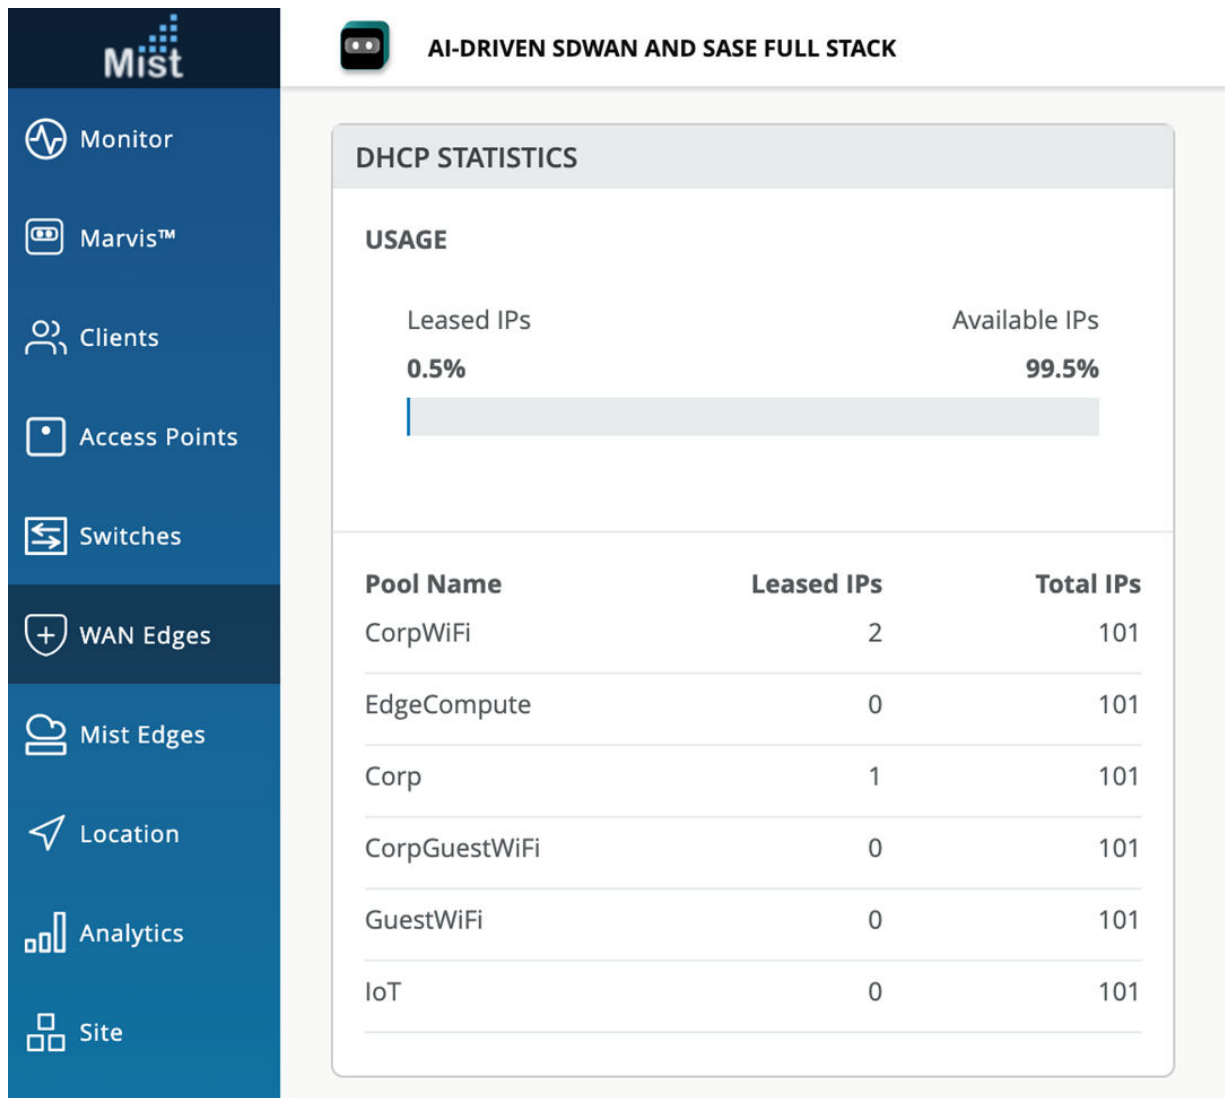 Mist
AI-DRIVEN SDWAN AND SASE FULL STACK
Monitor
Marvis™
Clients
Access Points
Switches
WAN Edges
Mist Edges
Location
Analytics
Site
DHCP STATISTICS
USAGE
Leased IPs Available IPs
0.5% 99.5%
Pool Name Leased IPs Total IPs
CorpWiFi 2 101
EdgeCompute 0 101
Corp 1 101
CorpGuestWiFi 0 101
GuestWiFi 0 101
IoT 0 101